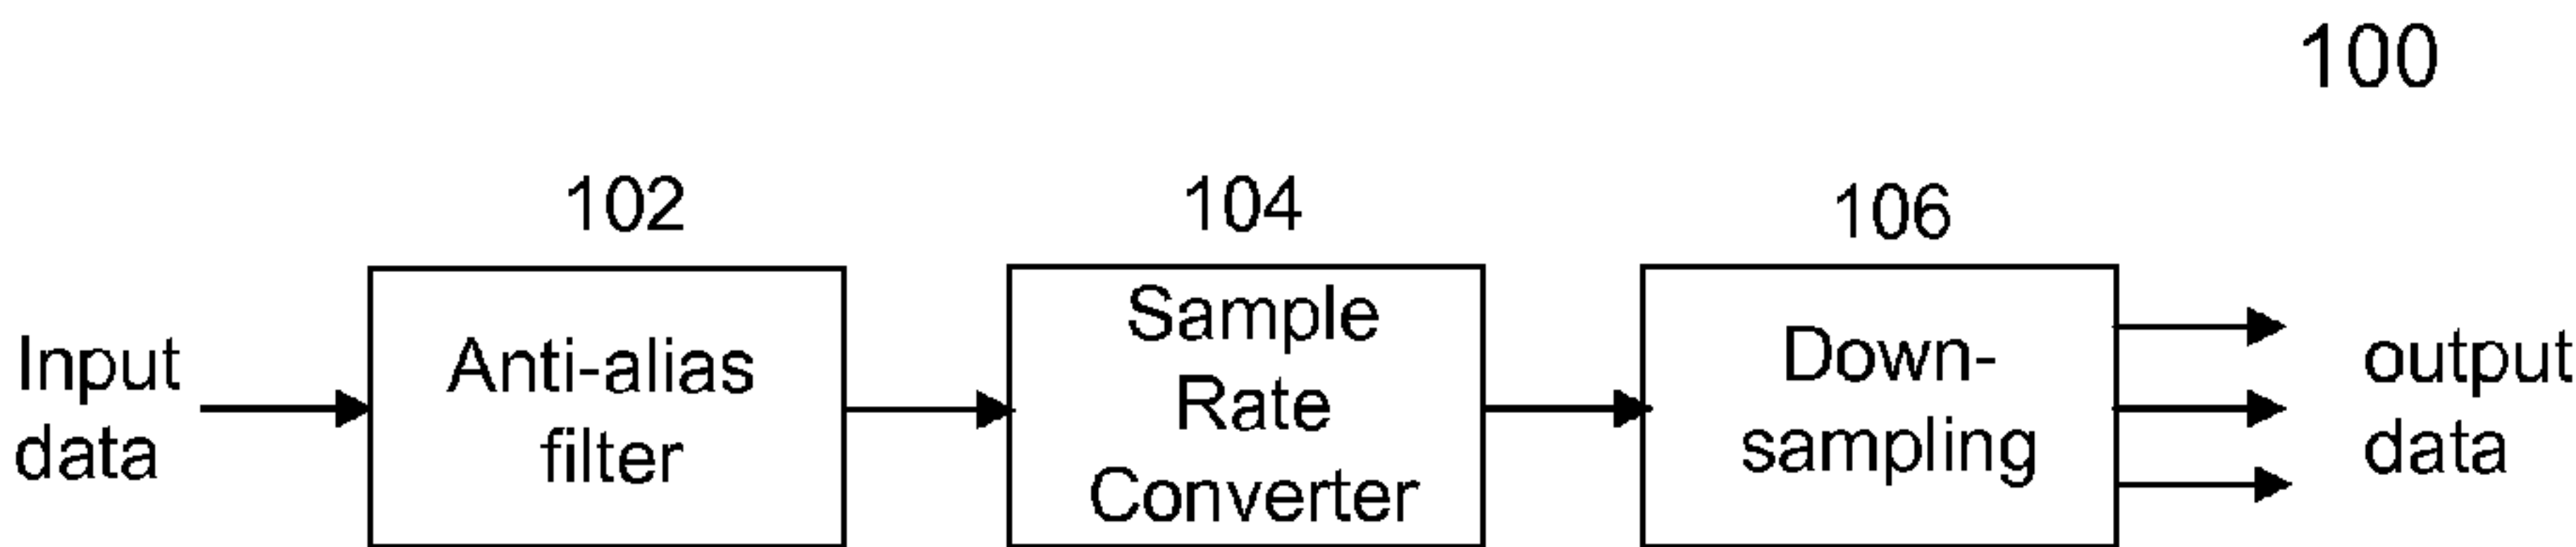 100
102
104
106
Input
data
Anti-alias
filter
Sample
Rate
Converter
Down-
sampling
output
data